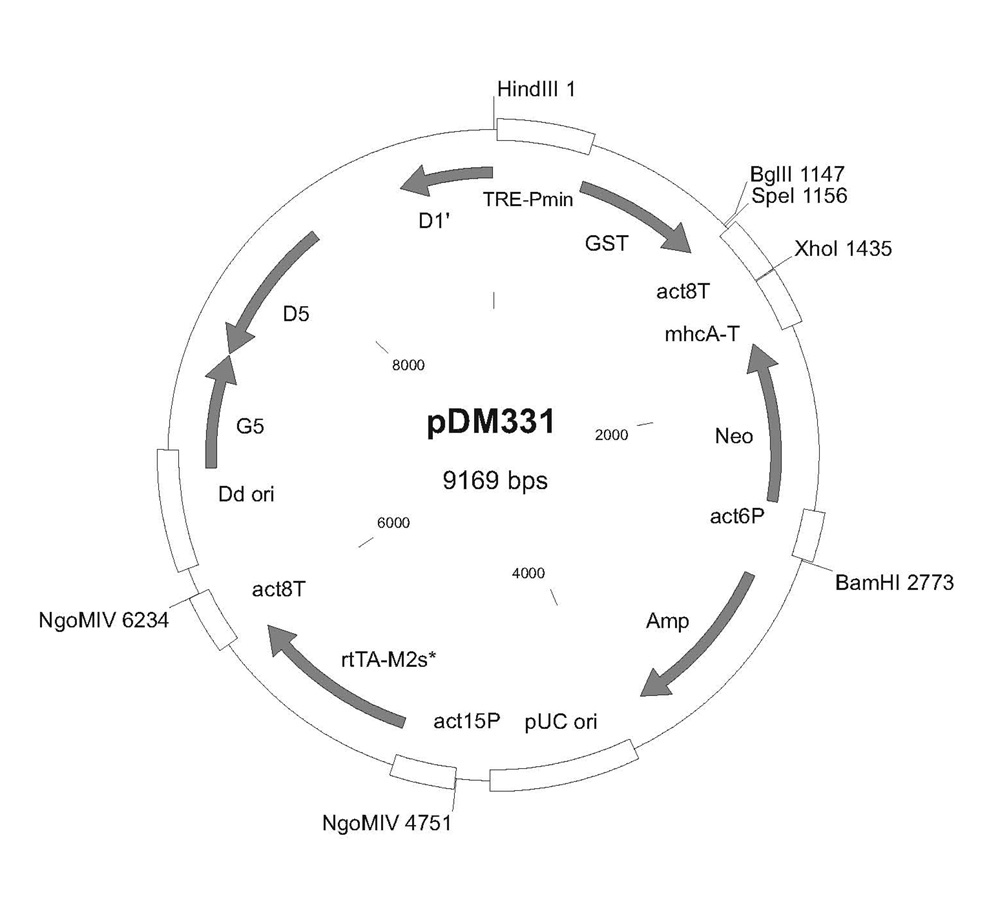 HindIII 1
BglII 1147
SpeI 1156
TRE-Pmin
D1'
GST
XhoI 1435
act8T
D5
mhcA-T
8000
pDM331
G5
2000
Neo
9169 bps
Dd ori
act6P
6000
4000
BamHI 2773
act8T
NgoMIV 6234
Amp
rtTA-M2s*
act15P
pUC ori
NgoMIV 4751